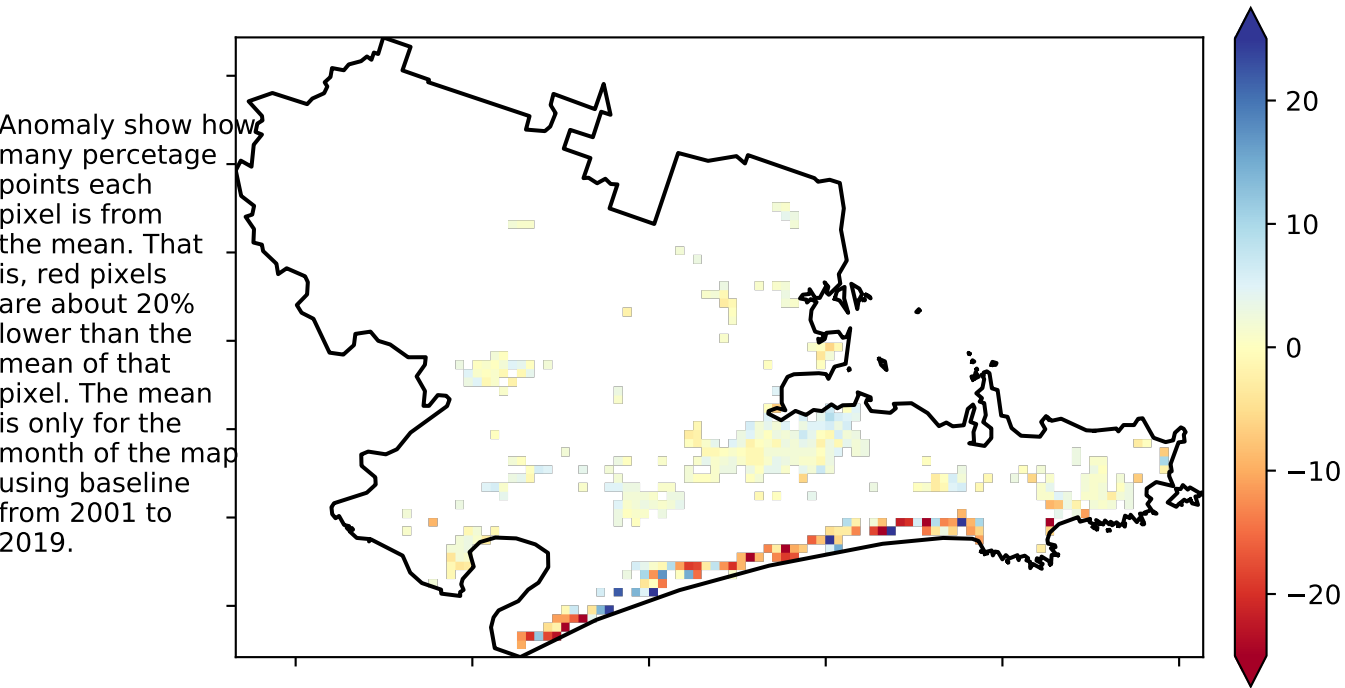 Anomaly show how
many percetage
points each
pixel is from
the mean. That
is, red pixels
are about 20%
lower than the
mean of that
pixel. The mean
is only for the
month of the map
using baseline
from 2001 to
2019.
20
10
0
−10
−20